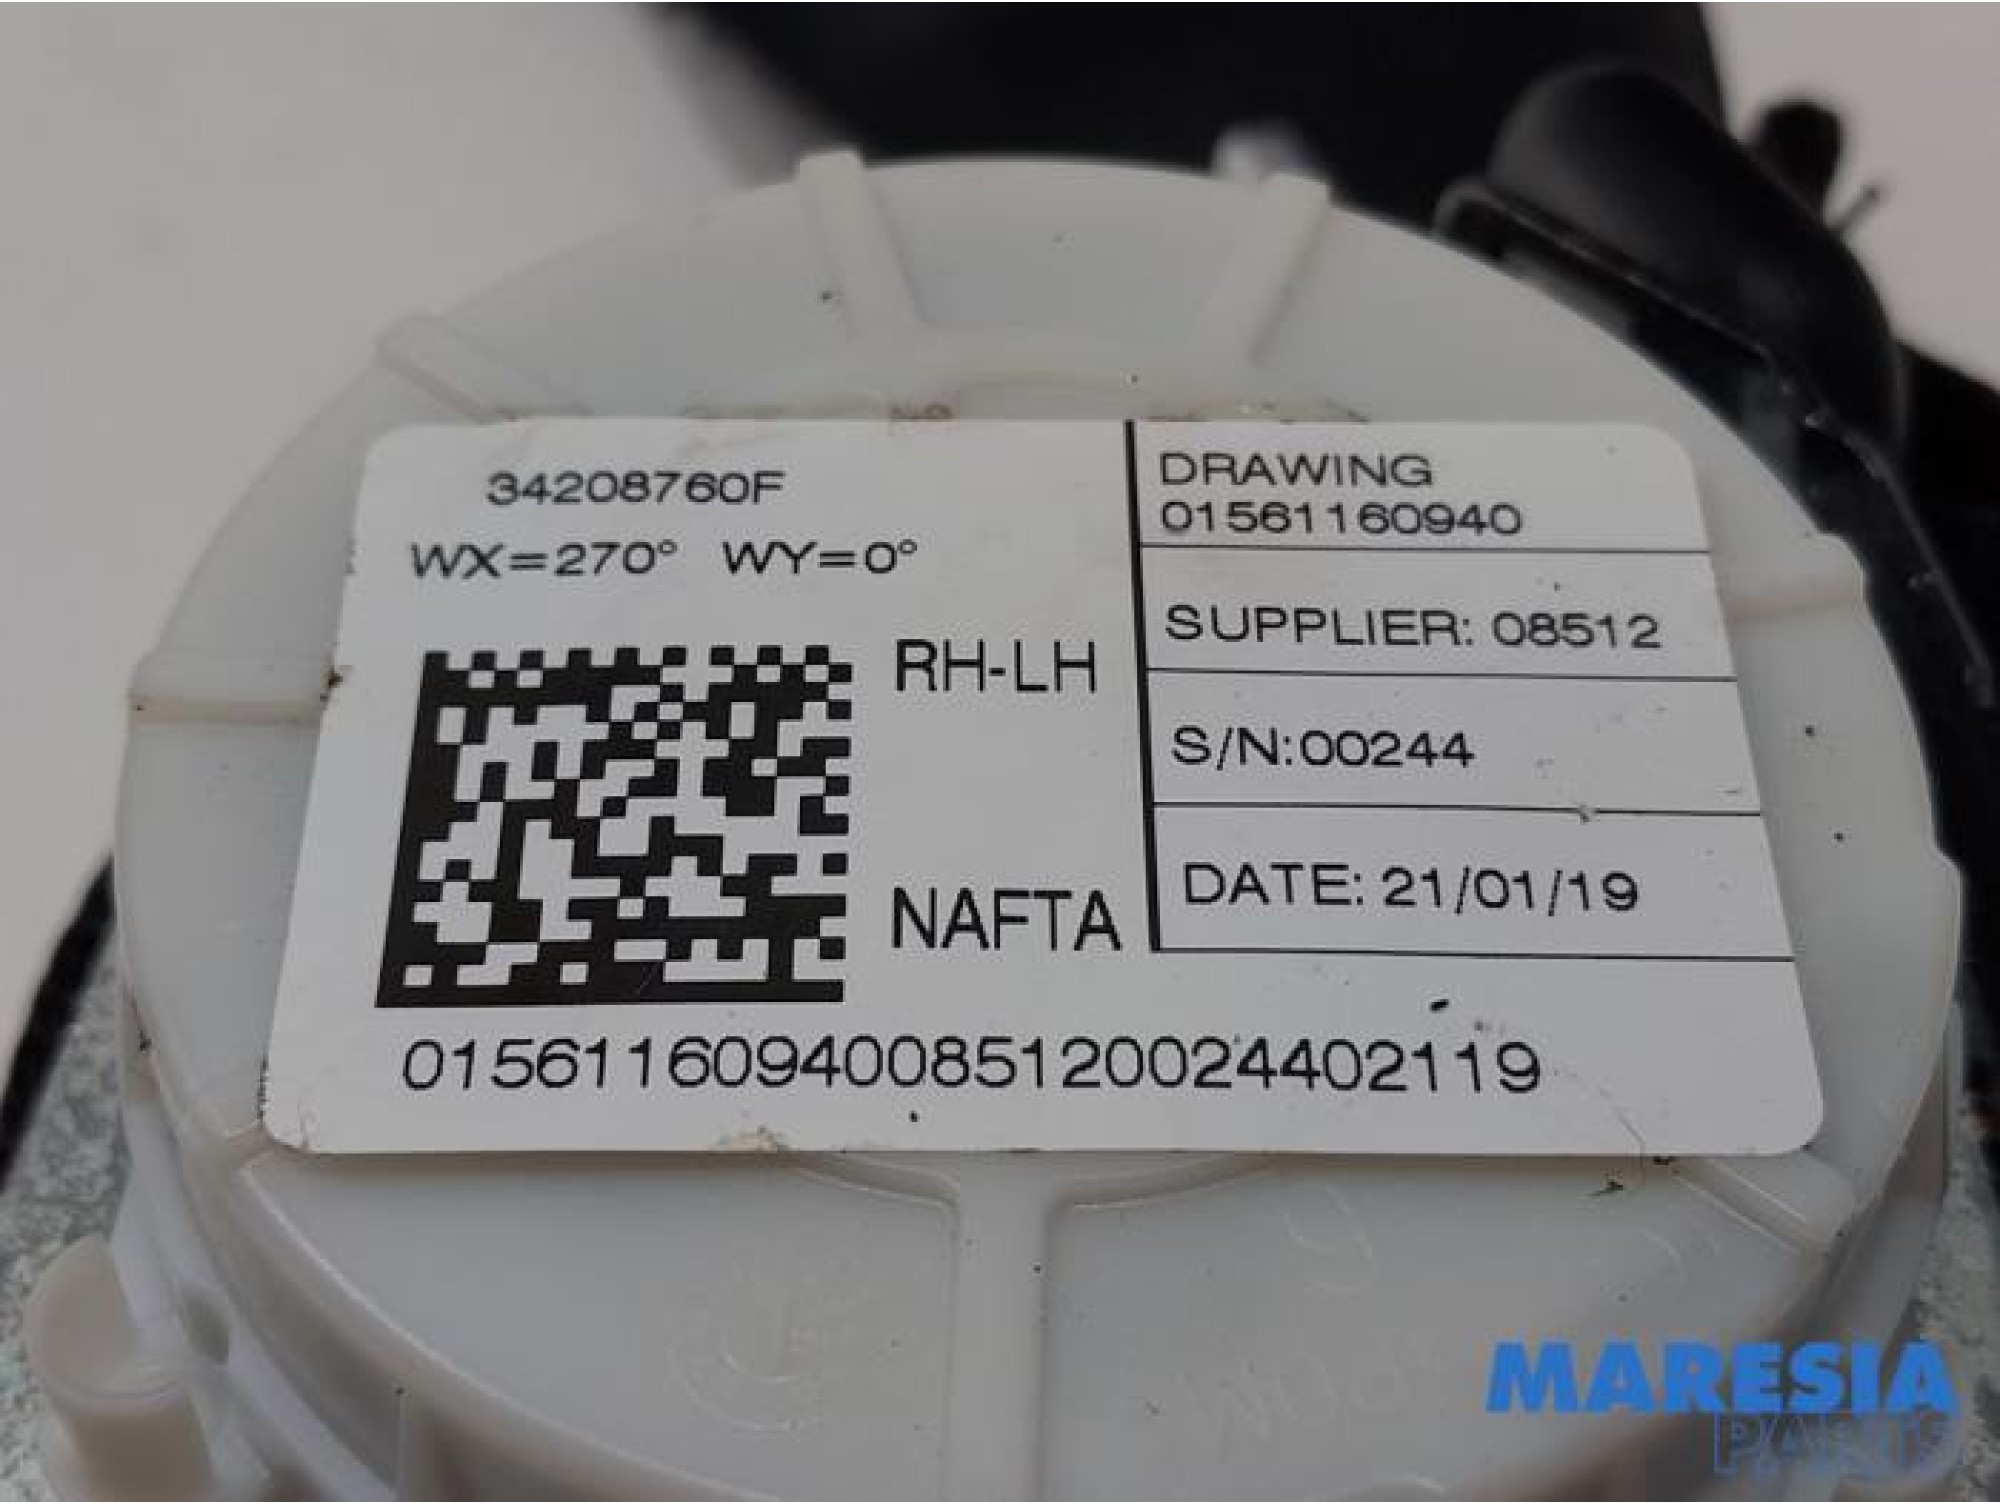 34208760F
WX=270° WY=0°
RH-LH
NAFTA
DRAWING
01561160940
SUPPLIER: 08512
S/N:00244
DATE: 21/01/19
01561160940085120024402119
MARESIA
PARTS